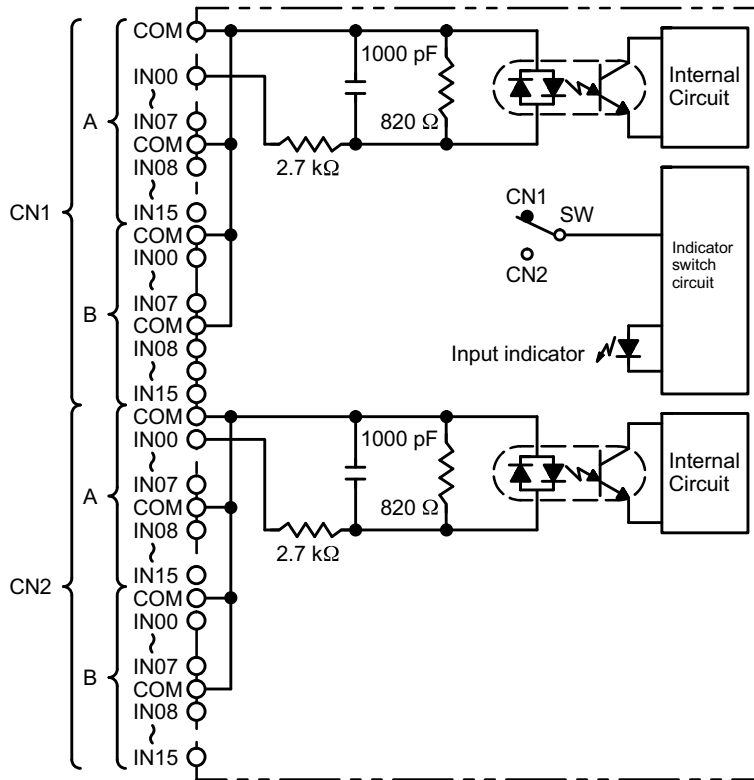 CN1
A
COM
IN00
~
IN07
COM
IN08
~
IN15
B
COM
IN00
~
IN07
COM
IN08
~
IN15
CN2
A
COM
IN00
~
IN07
COM
IN08
~
IN15
B
COM
IN00
~
IN07
COM
IN08
~
IN15
1000 pF
820 Ω
2.7 kΩ
Internal
Circuit
CN1
SW
CN2
Indicator
switch
circuit
Input indicator
1000 pF
820 Ω
2.7 kΩ
Internal
Circuit